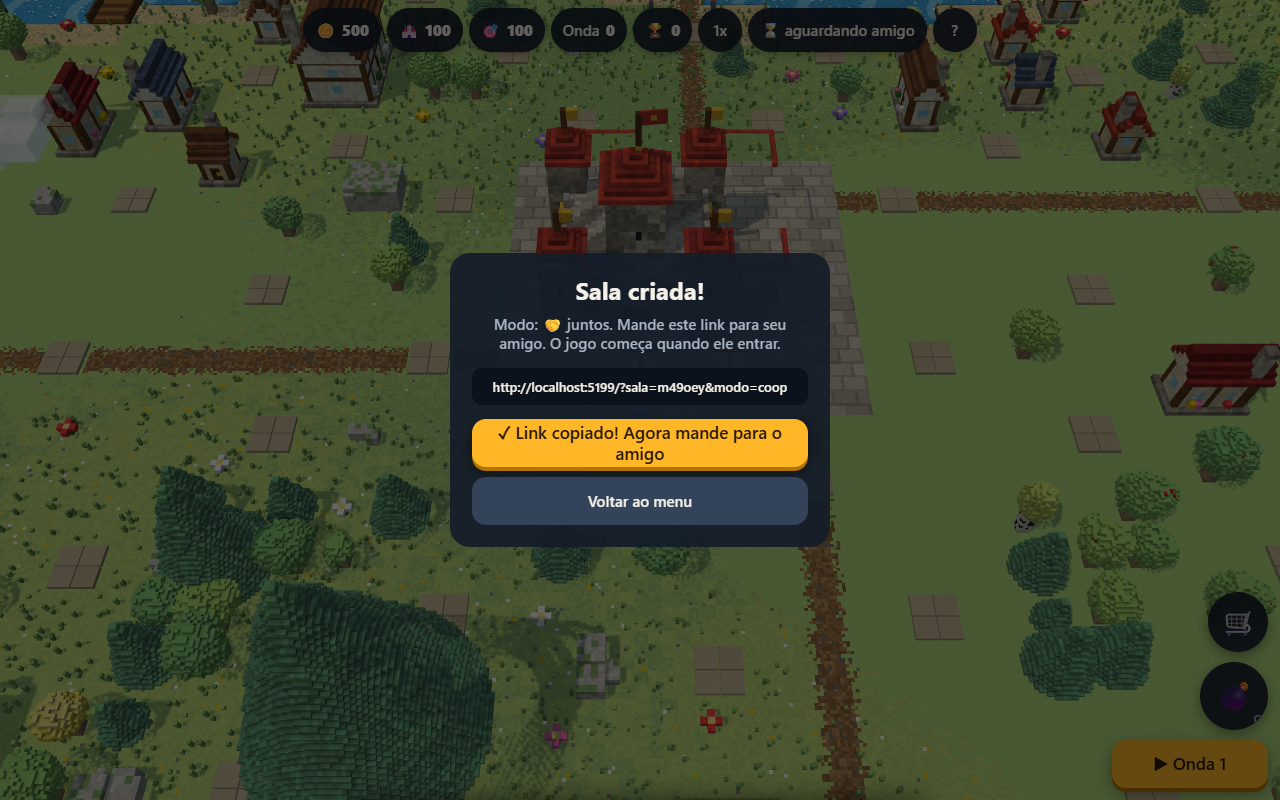 500
100
100
Onda 0
0
1x
aguardando amigo
?
Sala criada!
Modo: juntos. Mande este link para seu
amigo. O jogo começa quando ele entrar.
http://localhost:5199/?sala=m49oey&modo=coop
✓ Link copiado! Agora mande para o
amigo
Voltar ao menu
▶ Onda 1